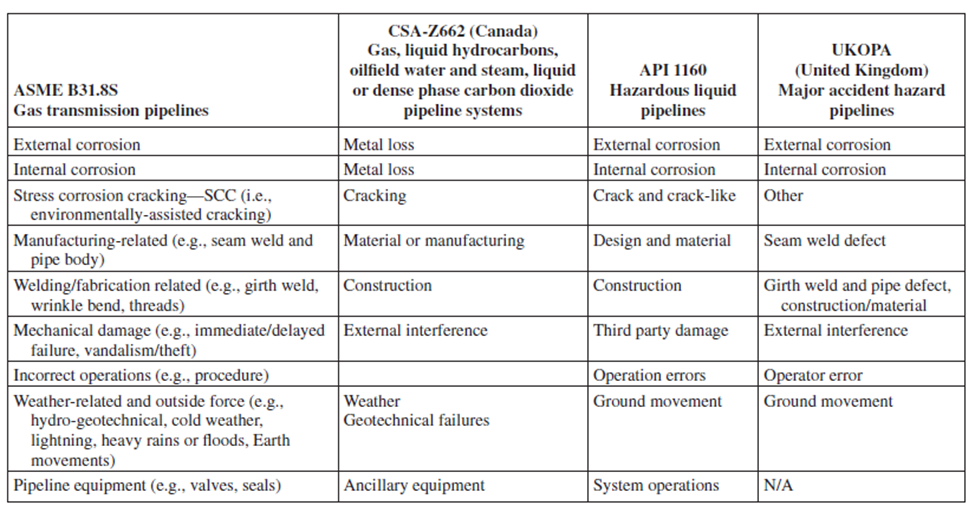 ASME B31.8S
Gas transmission pipelines
CSA-Z662 (Canada)
Gas, liquid hydrocarbons,
oilfield water and steam, liquid
or dense phase carbon dioxide
pipeline systems
API 1160
Hazardous liquid
pipelines
UKOPA
(United Kingdom)
Major accident hazard
pipelines
External corrosion
Metal loss
External corrosion
External corrosion
Internal corrosion
Metal loss
Internal corrosion
Internal corrosion
Stress corrosion cracking—SCC (i.e.,
environmentally-assisted cracking)
Cracking
Crack and crack-like
Other
Manufacturing-related (e.g., seam weld and
pipe body)
Material or manufacturing
Design and material
Seam weld defect
Welding/fabrication related (e.g., girth weld,
wrinkle bend, threads)
Construction
Construction
Girth weld and pipe defect,
construction/material
Mechanical damage (e.g., immediate/delayed
failure, vandalism/theft)
External interference
Third party damage
External interference
Incorrect operations (e.g., procedure)
Operation errors
Operator error
Weather-related and outside force (e.g.,
hydro-geotechnical, cold weather,
lightning, heavy rains or floods, Earth
movements)
Weather
Geotechnical failures
Ground movement
Ground movement
Pipeline equipment (e.g., valves, seals)
Ancillary equipment
System operations
N/A